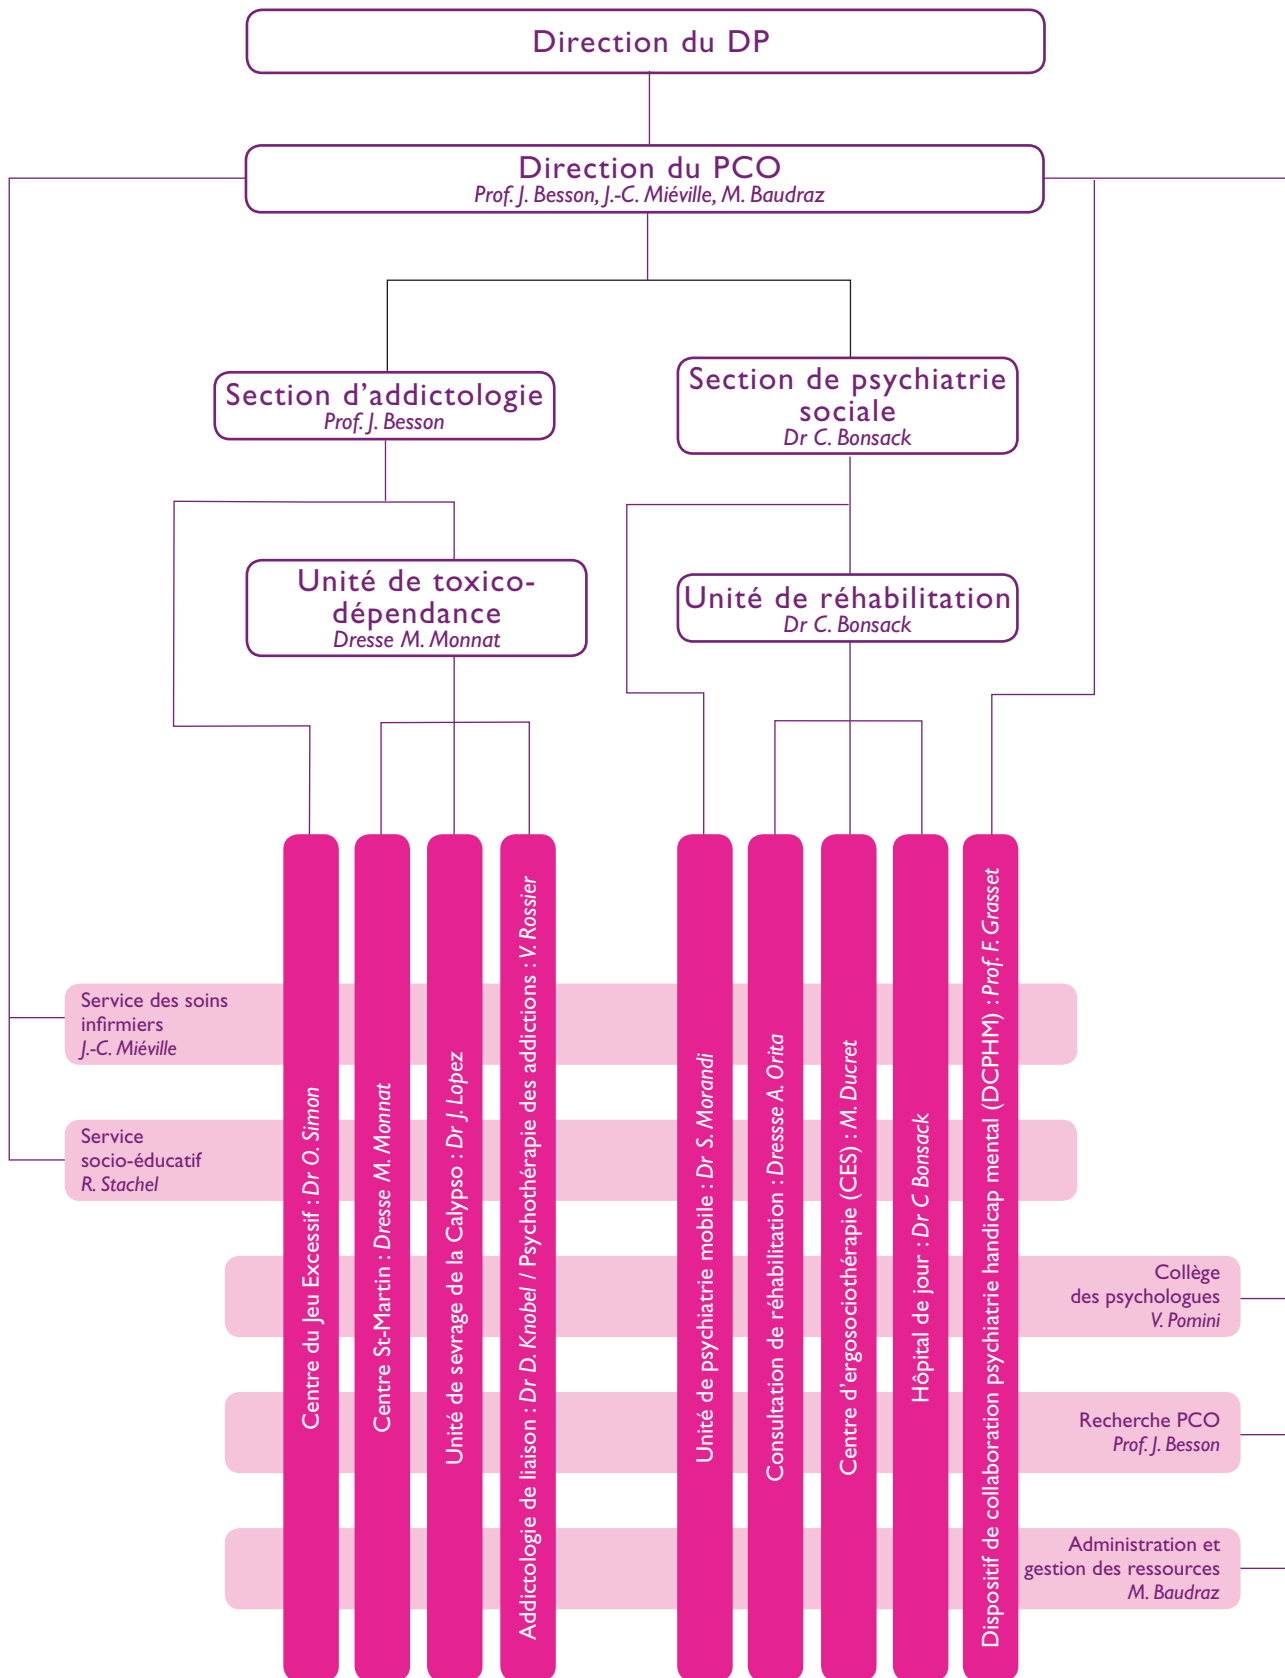 Direction du DP
Direction du PCO
Prof. J. Besson, J.-C. Miéville, M. Baudraz
Section d'addictologie
Prof. J. Besson
Section de psychiatrie
sociale
Dr C. Bonsack
Unité de toxico-
dépendance
Dresse M. Monnat
Unité de réhabilitation
Dr C. Bonsack
Centre du Jeu Excessif : Dr O. Simon
Centre St-Martin : Dresse M. Monnat
Unité de sevrage de la Calypso : Dr J. Lopez
Addictologie de liaison : Dr D. Knobel / Psychothérapie des addictions : V. Rossier
Unité de psychiatrie mobile : Dr S. Morandi
Consultation de réhabilitation : Dressse A. Orita
Centre d'ergosociothérapie (CES) : M. Ducret
Hôpital de jour : Dr C Bonsack
Dispositif de collaboration psychiatrie handicap mental (DCPHM) : Prof. F. Grasset
Service des soins
infirmiers
J.-C. Miéville
Service
socio-éducatif
R. Stachel
Collège
des psychologues
V. Pomini
Recherche PCO
Prof. J. Besson
Administration et
gestion des ressources
M. Baudraz